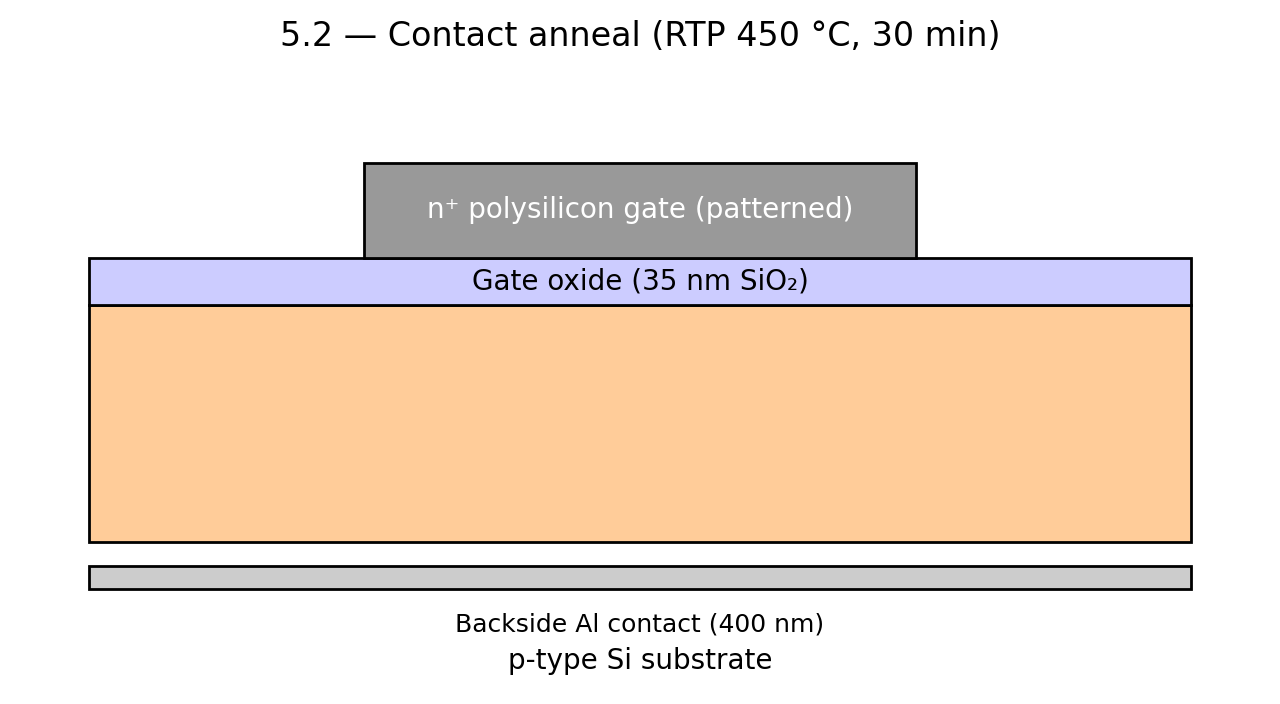 5.2 — Contact anneal (RTP 450 °C, 30 min)
n⁺ polysilicon gate (patterned)
Gate oxide (35 nm SiO₂)
Backside Al contact (400 nm)
p-type Si substrate